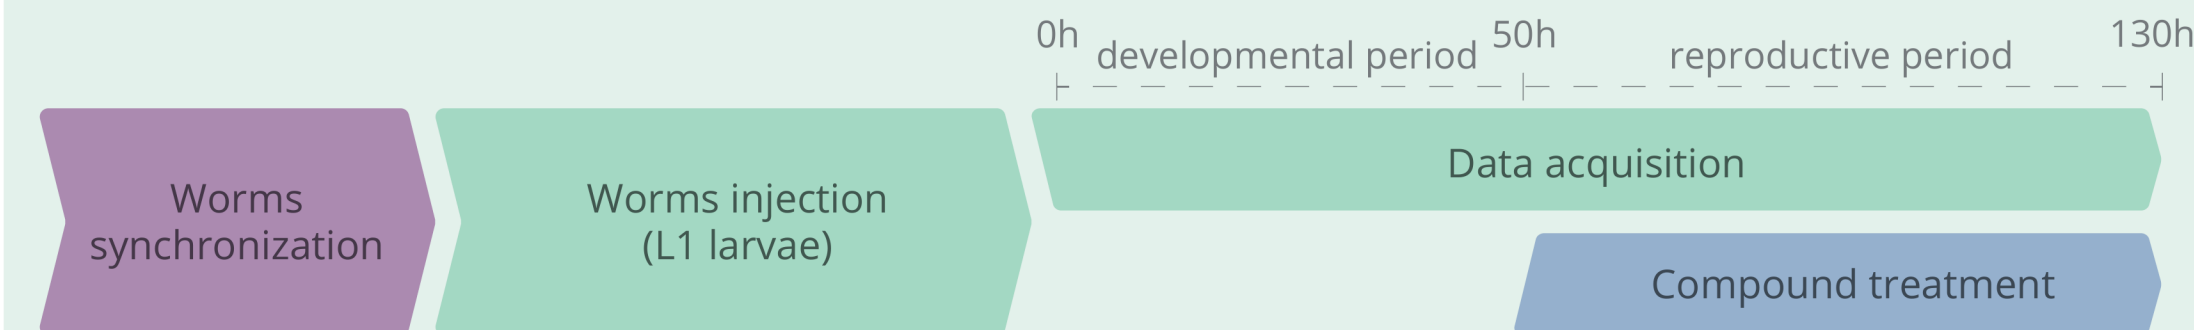 0h
developmental period
50h
reproductive period
130h
Worms
synchronization
Worms injection
(L1 larvae)
Data acquisition
Compound treatment